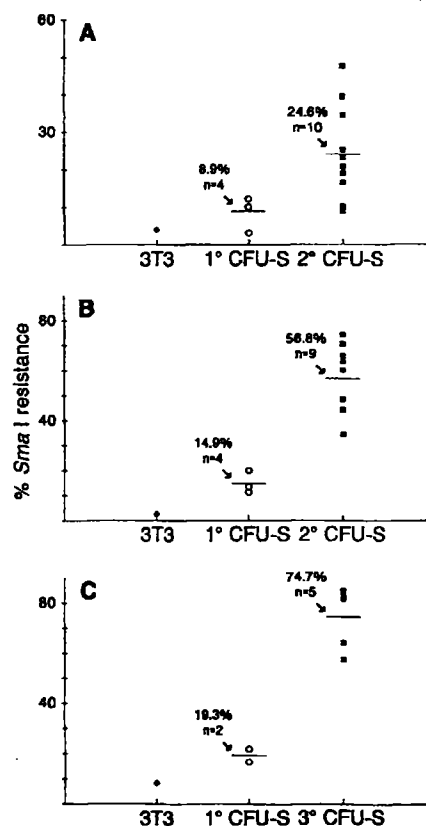 A
60
30
8.9%
n=4
24.6%
n=10
3T3 1° CFU-S 2° CFU-S
% Sma I resistance
B
80
40
14.9%
n=4
56.8%
n=9
3T3 1° CFU-S 2° CFU-S
C
80
40
19.3%
n=2
74.7%
n=5
3T3 1° CFU-S 3° CFU-S